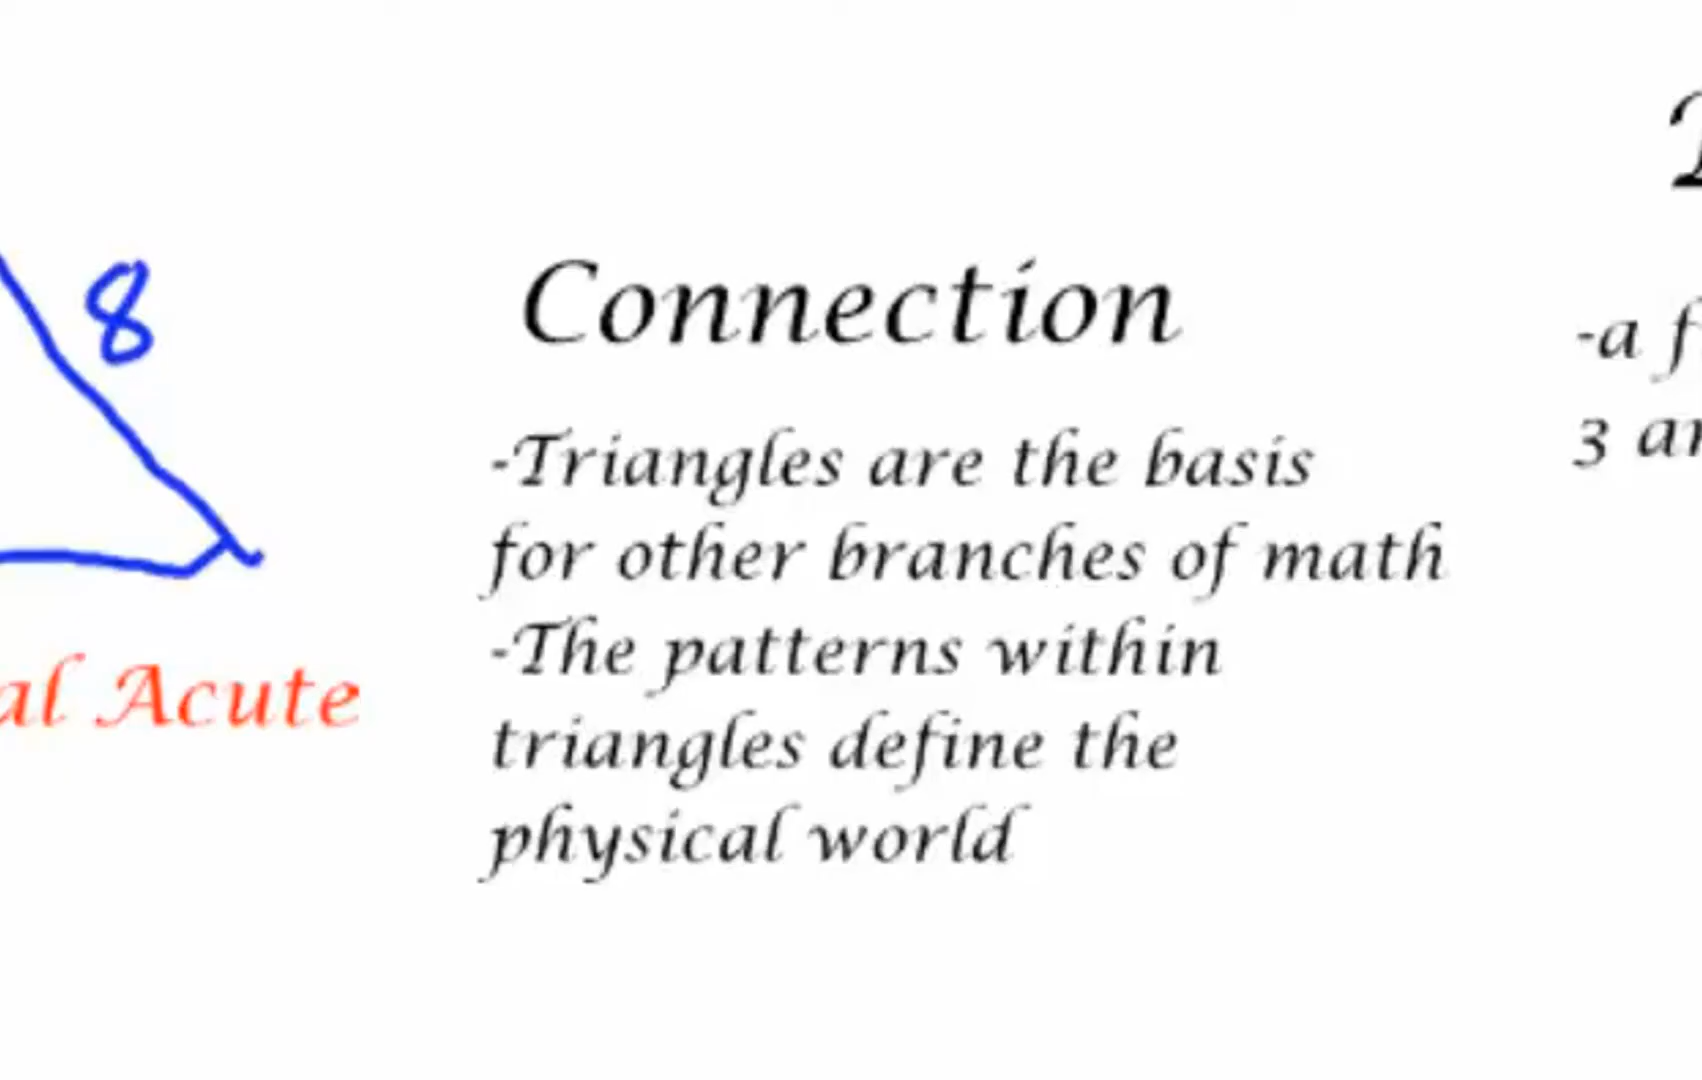 8
Acute
Connection
-Triangles are the basis
for other branches of math
-The patterns within
triangles define the
physical world
-a
3